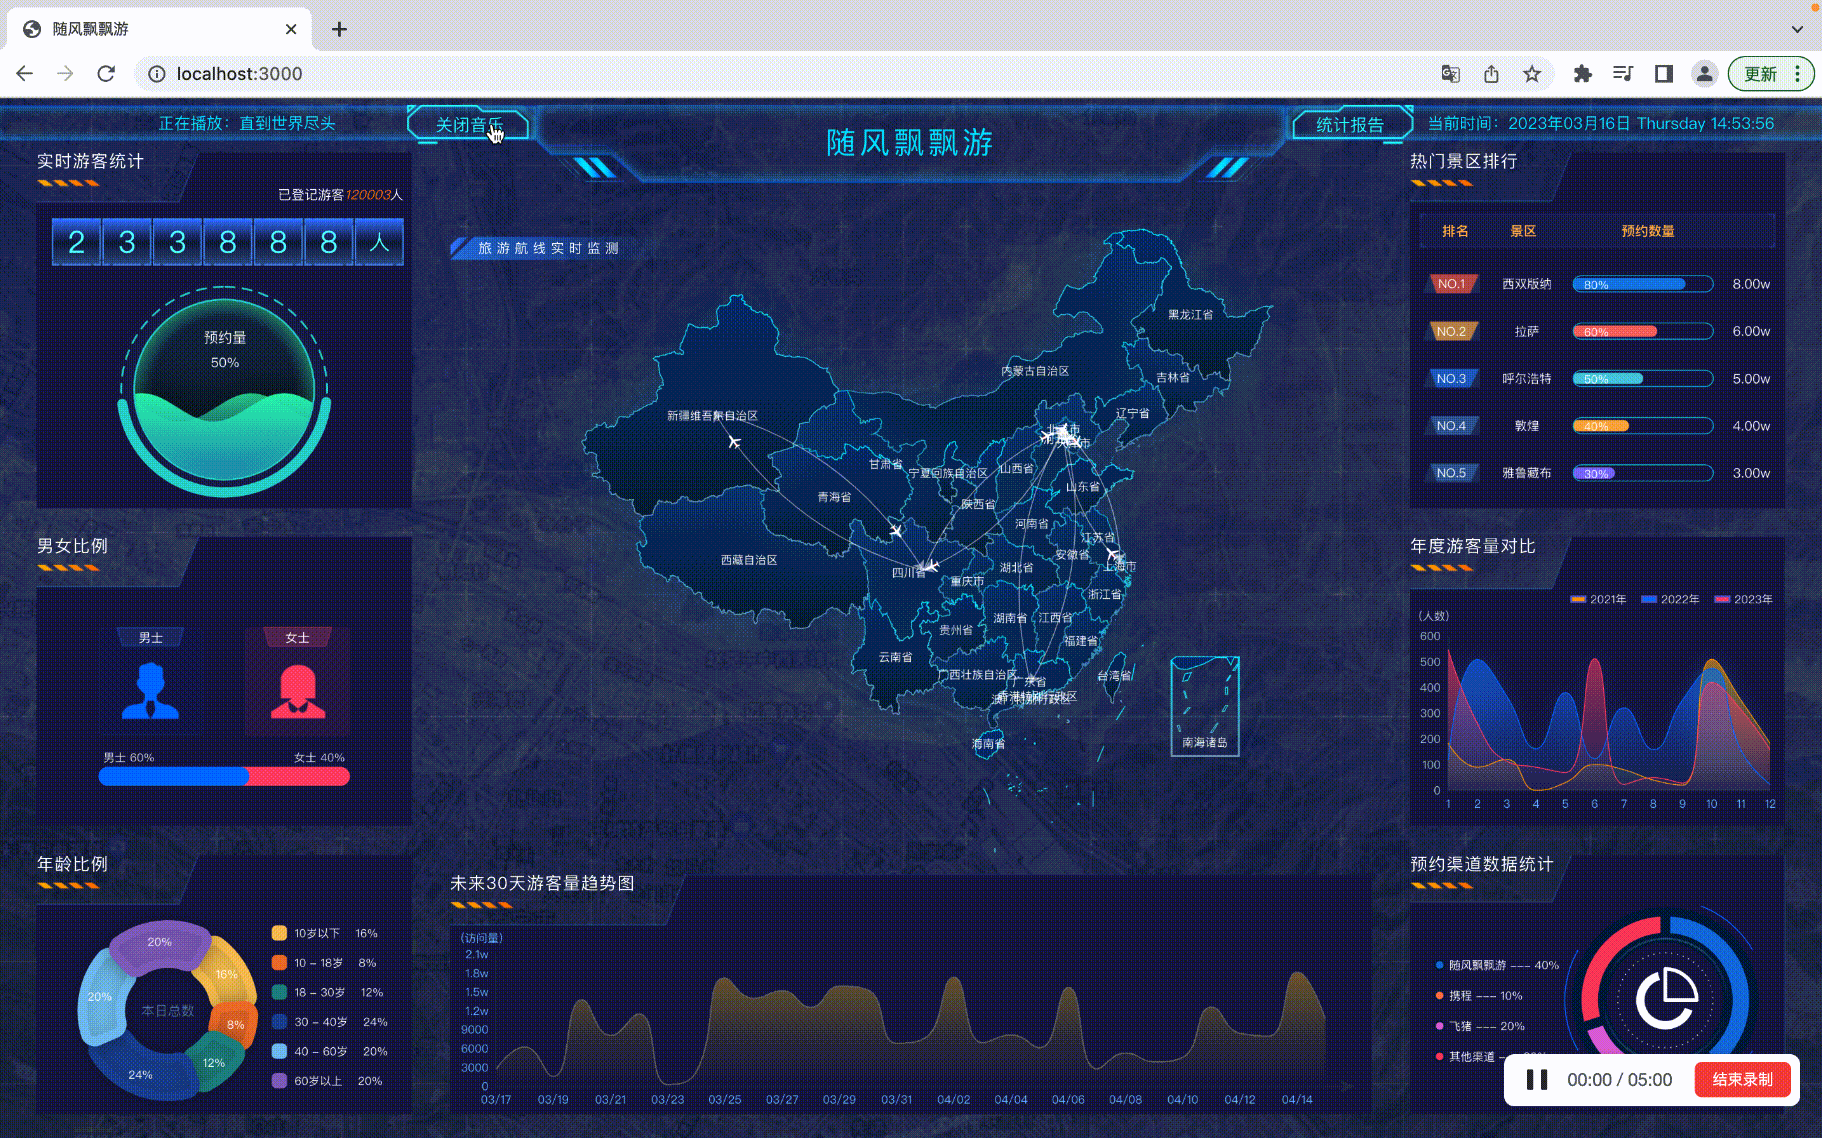 随风飘飘游
localhost:3000
更新
正在播放：直到世界尽头
关闭音乐
随风飘飘游
统计报告
当前时间：2023年03月16日 Thursday 14:53:56
实时游客统计
已登记游客120003人
2 3 3 8 8 8 人
预约量
50%
男女比例
男士 女士
男士 60% 女士 40%
年龄比例
20%
16%
8%
12%
24%
20%
本日总数
10岁以下 16%
10 - 18岁 8%
18 - 30岁 12%
30 - 40岁 24%
40 - 60岁 20%
60岁以上 20%
旅游航线实时监测
黑龙江省
内蒙古自治区
吉林省
辽宁省
新疆维吾尔自治区
北京市
甘肃省
宁夏回族自治区
山西省
山东省
青海省
陕西省
河南省
江苏省
安徽省
西藏自治区
四川省
重庆市
湖北省
上海市
浙江省
湖南省
江西省
贵州省
福建省
云南省
广西壮族自治区
广东省
台湾省
香港特别行政区
海南省
南海诸岛
未来30天游客量趋势图
(访问量)
2.1w
1.8w
1.5w
1.2w
9000
6000
3000
0
03/17 03/19 03/21 03/23 03/25 03/27 03/29 03/31 04/02 04/04 04/06 04/08 04/10 04/12 04/14
热门景区排行
排名 景区 预约数量
NO.1 西双版纳 80% 8.00w
NO.2 拉萨 60% 6.00w
NO.3 呼尔浩特 50% 5.00w
NO.4 敦煌 40% 4.00w
NO.5 雅鲁藏布 30% 3.00w
年度游客量对比
2021年 2022年 2023年
(人数)
600
500
400
300
200
100
0
1 2 3 4 5 6 7 8 9 10 11 12
预约渠道数据统计
随风飘飘游 --- 40%
携程 --- 10%
飞猪 --- 20%
其他渠道
00:00 / 05:00
结束录制